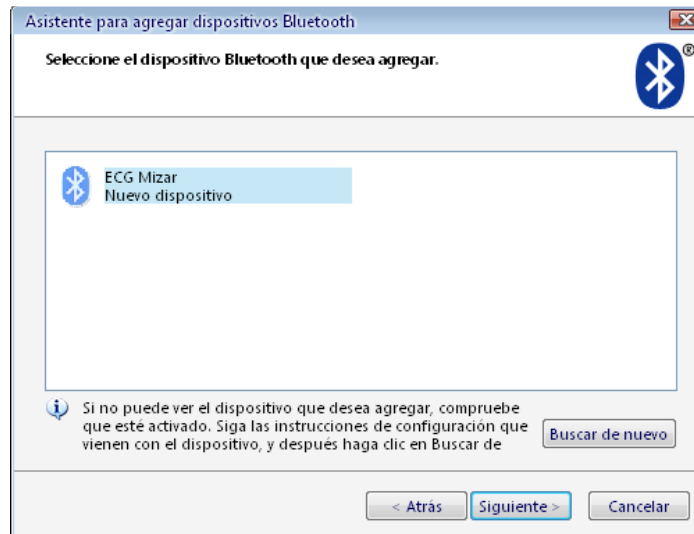 Asistente para agregar dispositivos Bluetooth
Seleccione el dispositivo Bluetooth que desea agregar.
®
ECG Mizar
Nuevo dispositivo
Si no puede ver el dispositivo que desea agregar, compruebe
que esté activado. Siga las instrucciones de configuración que
vienen con el dispositivo, y después haga clic en Buscar de
Buscar de nuevo
< Atrás
Siguiente >
Cancelar